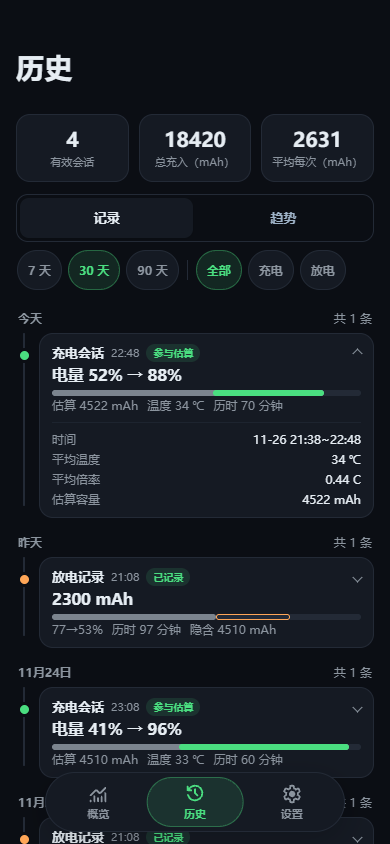 历史
4
有效会话
18420
总充入（mAh）
2631
平均每次（mAh）
记录
趋势
7 天
30 天
90 天
全部
充电
放电
今天
共 1 条
充电会话 22:48 参与估算
电量 52% → 88%
估算 4522 mAh 温度 34 ℃ 历时 70 分钟
时间 11-26 21:38~22:48
平均温度 34 ℃
平均倍率 0.44 C
估算容量 4522 mAh
昨天
共 1 条
放电记录 21:08 已记录
2300 mAh
77→53% 历时 97 分钟 隐含 4510 mAh
11月24日
共 1 条
充电会话 23:08 参与估算
电量 41% → 96%
估算 4510 mAh 温度 33 ℃ 历时 60 分钟
11月
1 条
放电记录 21:08 已记录
概览
历史
设置